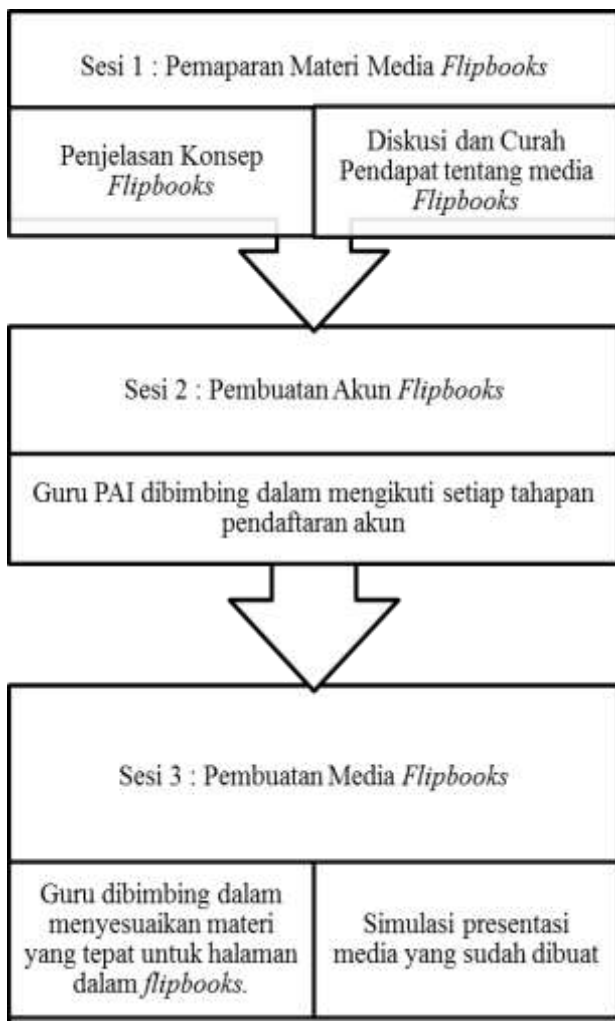 Sesi 1 : Pemaparan Materi Media Flipbooks
Penjelasan Konsep
Flipbooks
Diskusi dan Curah
Pendapat tentang media
Flipbooks
Sesi 2 : Pembuatan Akun Flipbooks
Guru PAI dibimbing dalam mengikuti setiap tahapan
pendaftaran akun
Sesi 3 : Pembuatan Media Flipbooks
Guru dibimbing dalam
menyesuaikan materi
yang tepat untuk halaman
dalam flipbooks.
Simulasi presentasi
media yang sudah dibuat